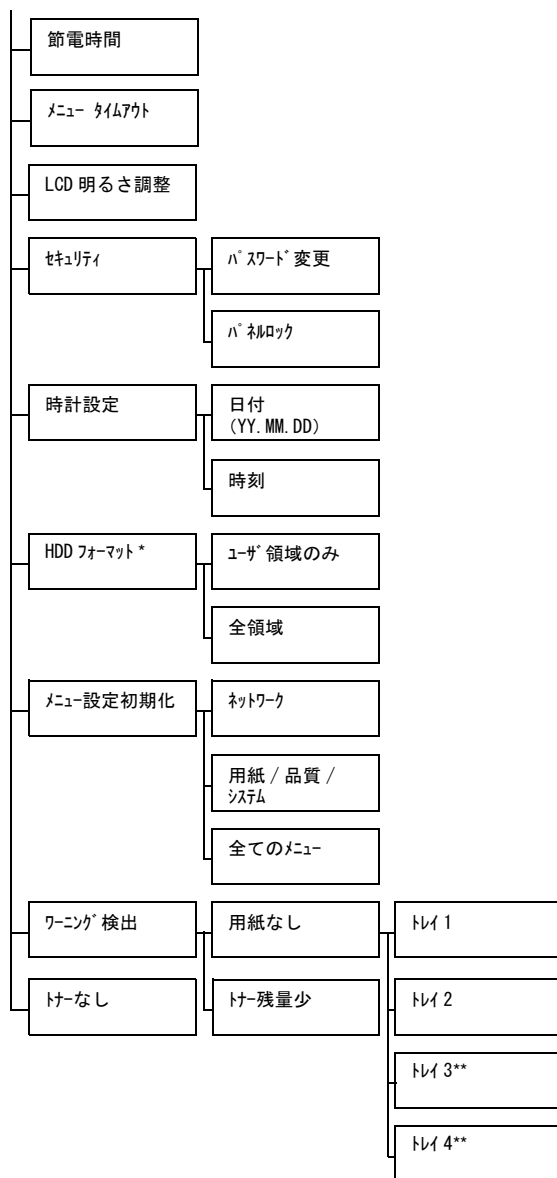 節電時間
ﾒﾆｭｰ ﾀｲﾑｱｳﾄ
LCD 明るさ調整
ｾｷｭﾘﾃｨ
ﾊﾟｽﾜｰﾄﾞ変更
ﾊﾟﾈﾙﾛｯｸ
時計設定
日付
(YY.MM.DD)
時刻
HDD ﾌｫｰﾏｯﾄ *
ﾕｰｻﾞ領域のみ
全領域
ﾒﾆｭｰ設定初期化
ﾈｯﾄﾜｰｸ
用紙 / 品質 /
ｼｽﾃﾑ
全てのﾒﾆｭｰ
ﾜｰﾆﾝｸﾞ検出
用紙なし
ﾄﾚｲ 1
ﾄﾅｰなし
ﾄﾅｰ残量少
ﾄﾚｲ 2
ﾄﾚｲ 3**
ﾄﾚｲ 4**